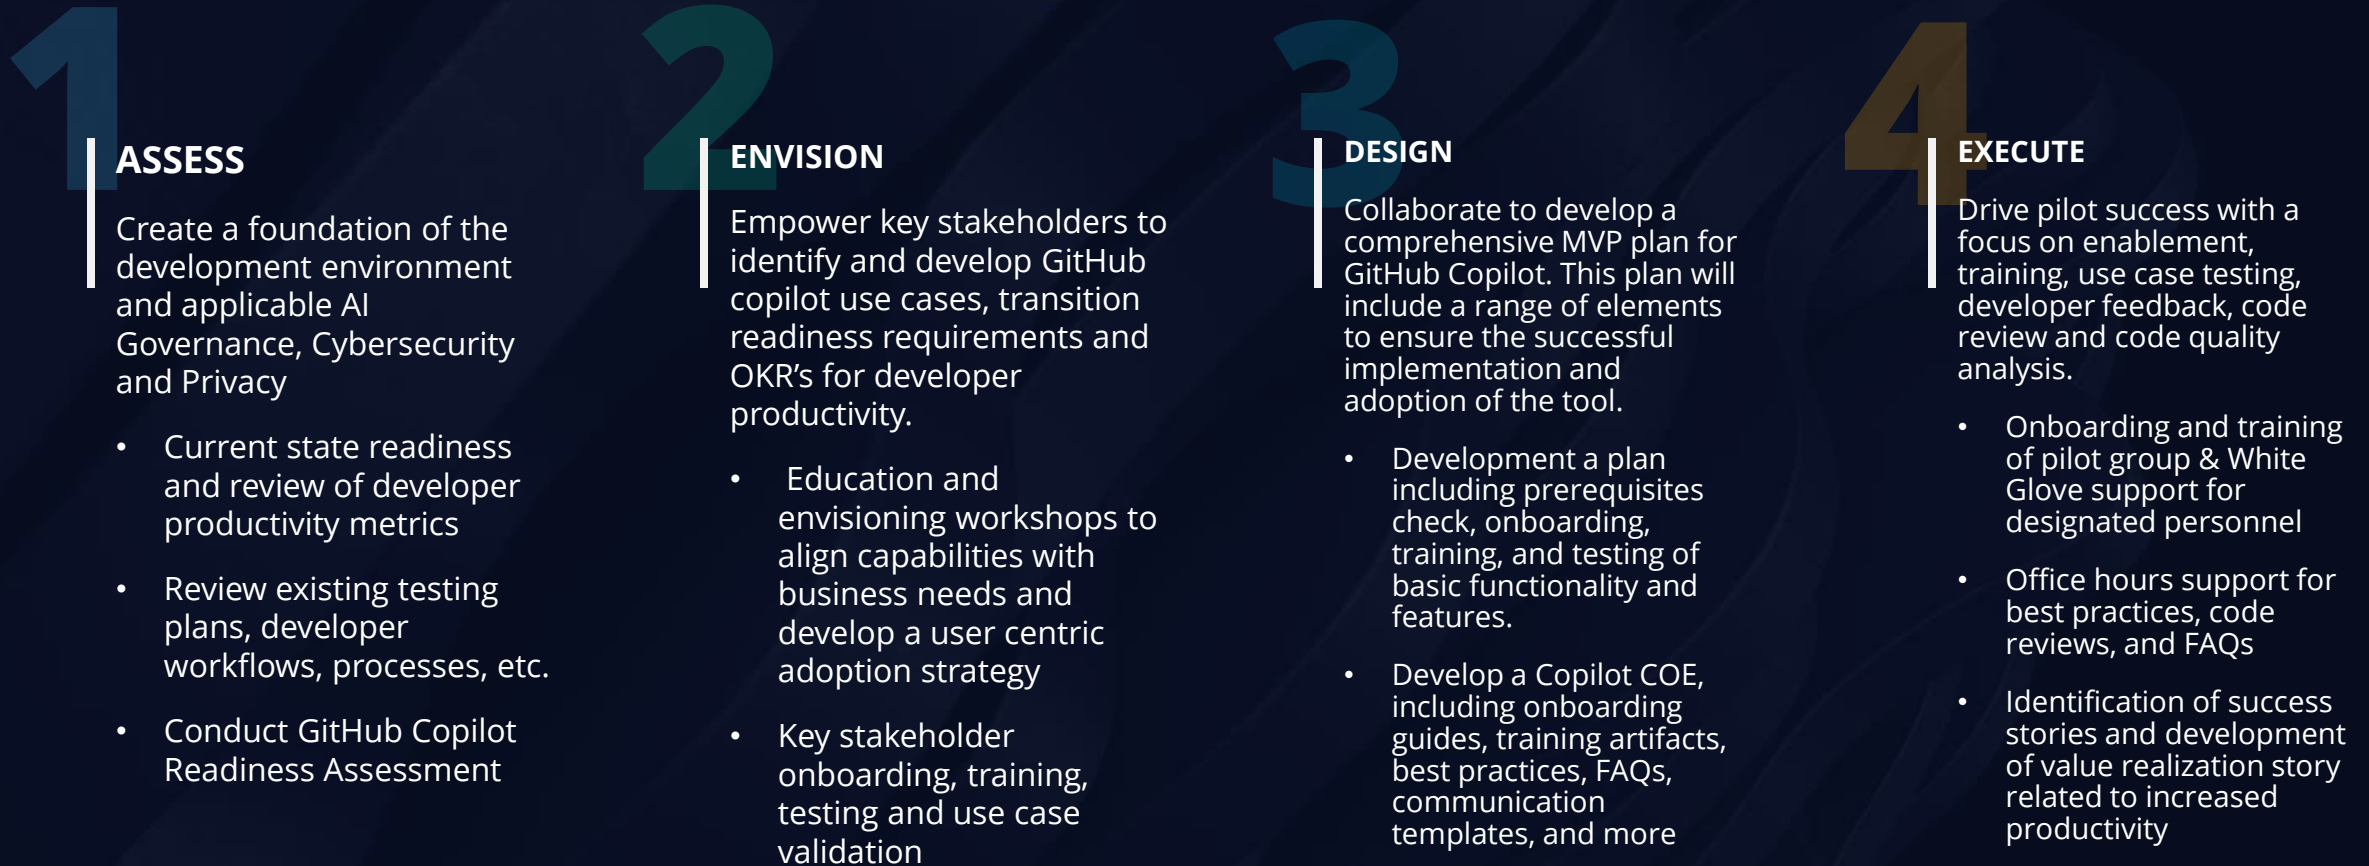 1
ASSESS
Create a foundation of the
development environment
and applicable AI
Governance, Cybersecurity
and Privacy
• Current state readiness
and review of developer
productivity metrics
• Review existing testing
plans, developer
workflows, processes, etc.
• Conduct GitHub Copilot
Readiness Assessment
2
ENVISION
Empower key stakeholders to
identify and develop GitHub
copilot use cases, transition
readiness requirements and
OKR’s for developer
productivity.
• Education and
envisioning workshops to
align capabilities with
business needs and
develop a user centric
adoption strategy
• Key stakeholder
onboarding, training,
testing and use case
validation
3
DESIGN
Collaborate to develop a
comprehensive MVP plan for
GitHub Copilot. This plan will
include a range of elements
to ensure the successful
implementation and
adoption of the tool.
• Development a plan
including prerequisites
check, onboarding,
training, and testing of
basic functionality and
features.
• Develop a Copilot COE,
including onboarding
guides, training artifacts,
best practices, FAQs,
communication
templates, and more
4
EXECUTE
Drive pilot success with a
focus on enablement,
training, use case testing,
developer feedback, code
review and code quality
analysis.
• Onboarding and training
of pilot group & White
Glove support for
designated personnel
• Office hours support for
best practices, code
reviews, and FAQs
• Identification of success
stories and development
of value realization story
related to increased
productivity